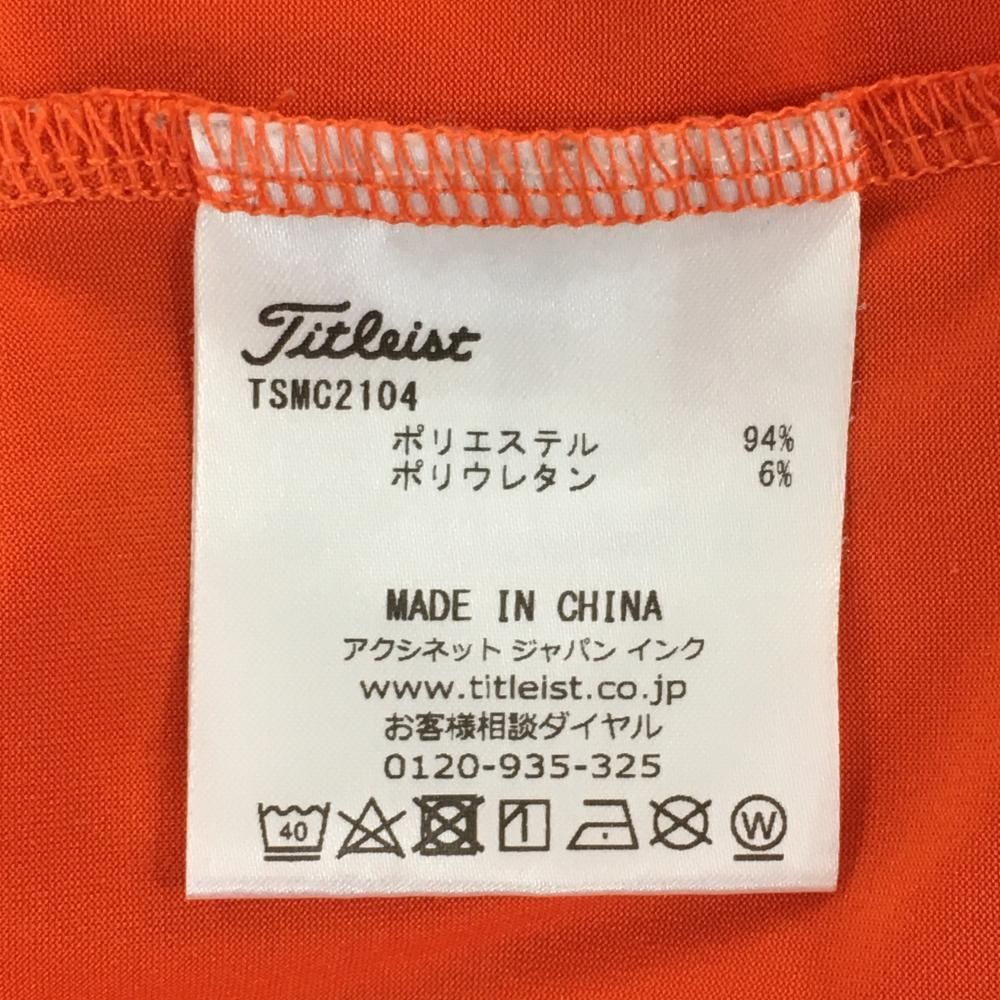 Titleist
TSMC2104
ポリエステル 94%
ポリウレタン 6%
MADE IN CHINA
アクシネット ジャパン インク
www.titleist.co.jp
お客様相談ダイヤル
0120-935-325
40
W